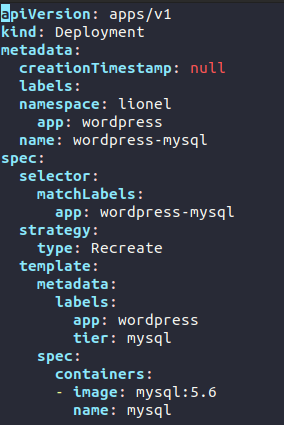 apiVersion: apps/v1
kind: Deployment
metadata:
  creationTimestamp: null
  labels:
  namespace: lionel
    app: wordpress
  name: wordpress-mysql
spec:
  selector:
    matchLabels:
      app: wordpress-mysql
  strategy:
    type: Recreate
  template:
    metadata:
      labels:
        app: wordpress
        tier: mysql
    spec:
      containers:
      - image: mysql:5.6
        name: mysql